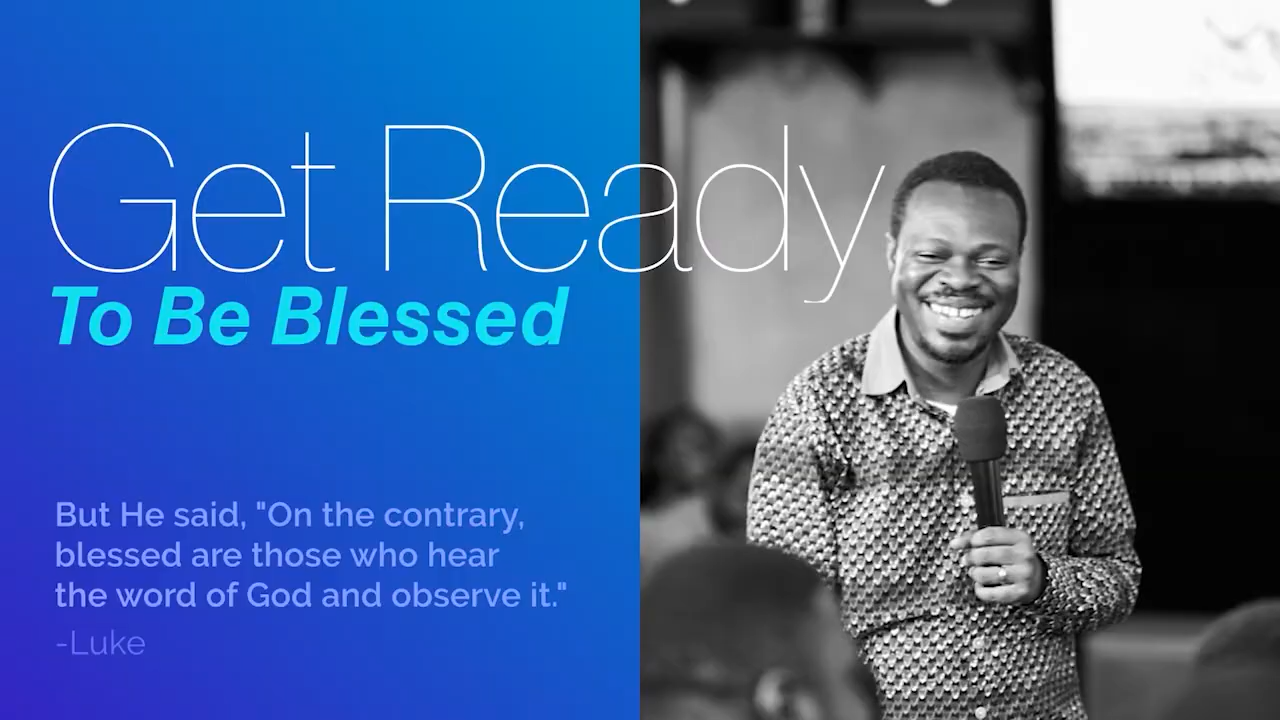 Get Ready
To Be Blessed
But He said, "On the contrary,
blessed are those who hear
the word of God and observe it."
-Luke